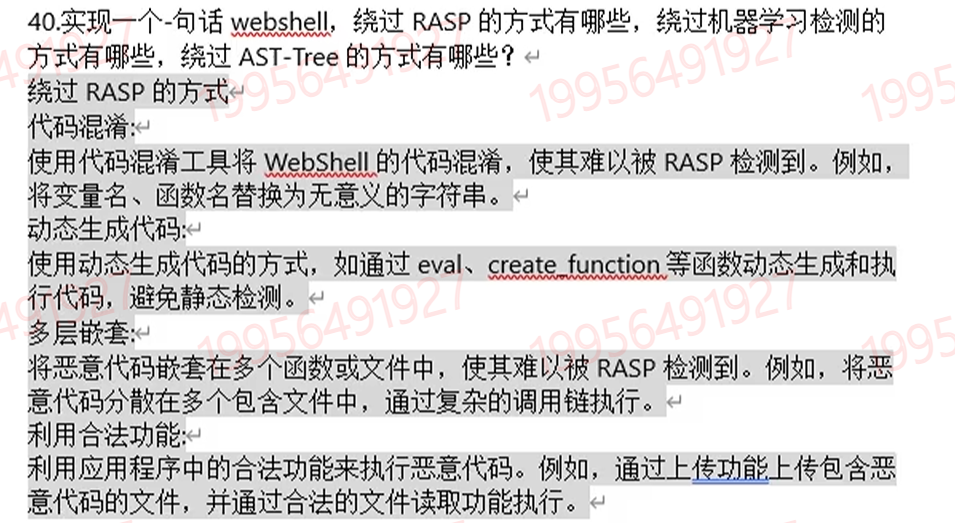 40.实现一个-句话 webshell，绕过 RASP 的方式有哪些，绕过机器学习检测的
方式有哪些，绕过 AST-Tree 的方式有哪些？
绕过 RASP 的方式
代码混淆:
使用代码混淆工具将 WebShell 的代码混淆，使其难以被 RASP 检测到。例如，
将变量名、函数名替换为无意义的字符串。
动态生成代码:
使用动态生成代码的方式，如通过 eval、create_function 等函数动态生成和执
行代码，避免静态检测。
多层嵌套:
将恶意代码嵌套在多个函数或文件中，使其难以被 RASP 检测到。例如，将恶
意代码分散在多个包含文件中，通过复杂的调用链执行。
利用合法功能:
利用应用程序中的合法功能来执行恶意代码。例如，通过上传功能上传包含恶
意代码的文件，并通过合法的文件读取功能执行。
19956491927
19956491927
19956491927
19956491927